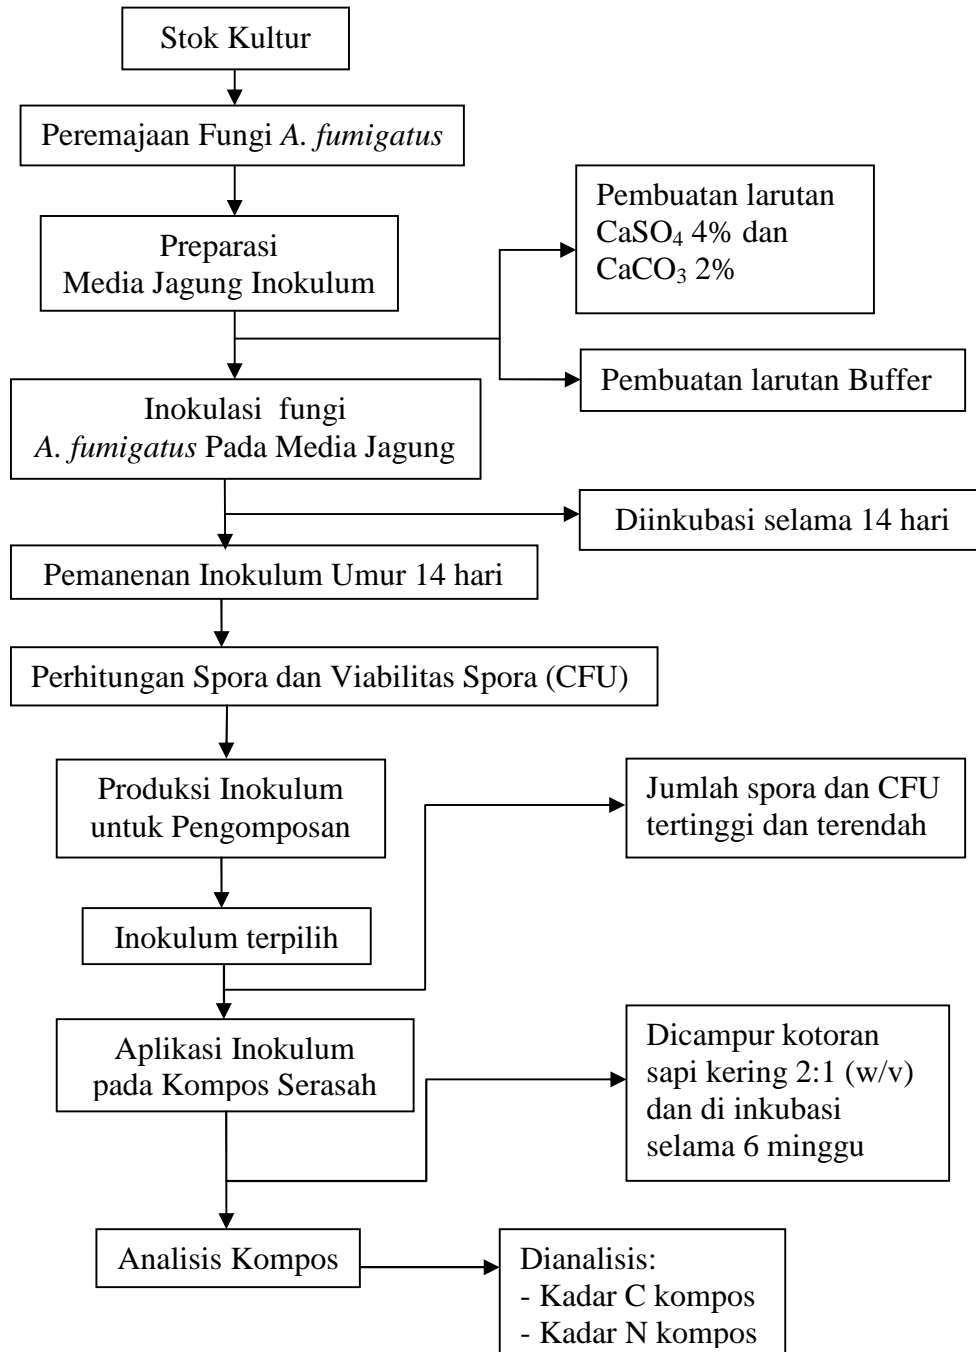 Stok Kultur
Peremajaan Fungi A. fumigatus
Preparasi
Media Jagung Inokulum
Pembuatan larutan
CaSO₄ 4% dan
CaCO₃ 2%
Pembuatan larutan Buffer
Inokulasi fungi
A. fumigatus Pada Media Jagung
Diinkubasi selama 14 hari
Pemanenan Inokulum Umur 14 hari
Perhitungan Spora dan Viabilitas Spora (CFU)
Produksi Inokulum
untuk Pengomposan
Jumlah spora dan CFU
tertinggi dan terendah
Inokulum terpilih
Aplikasi Inokulum
pada Kompos Serasah
Dicampur kotoran
sapi kering 2:1 (w/v)
dan di inkubasi
selama 6 minggu
Analisis Kompos
Dianalisis:
- Kadar C kompos
- Kadar N kompos